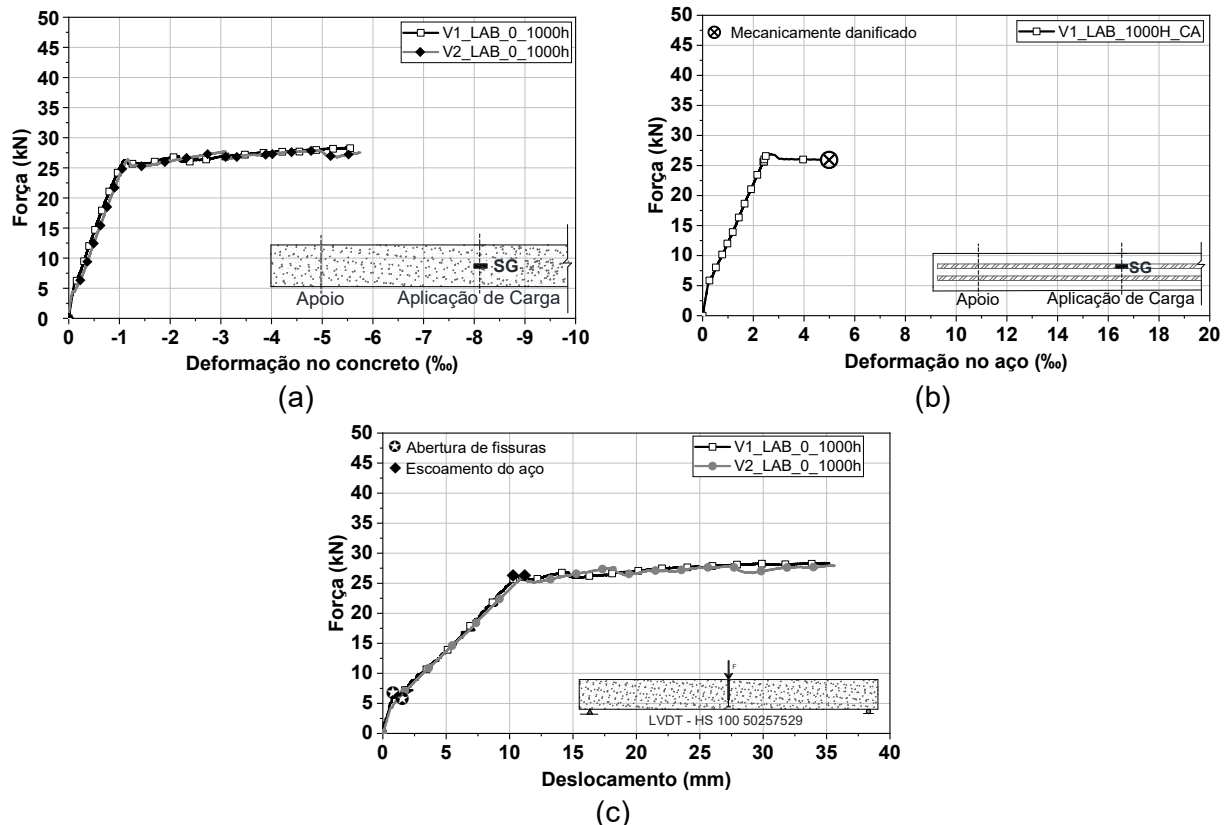 50
45
40
35
30
25
20
15
10
5
0
Força (kN)
V1_LAB_0_1000h
V2_LAB_0_1000h
SG
Apoio
Aplicação de Carga
0 -1 -2 -3 -4 -5 -6 -7 -8 -9 -10
Deformação no concreto (‰)
(a)
50
45
40
35
30
25
20
15
10
5
0
Força (kN)
Mecanicamente danificado
V1_LAB_1000H_CA
SG
Apoio
Aplicação de Carga
0 2 4 6 8 10 12 14 16 18 20
Deformação no aço (‰)
(b)
50
45
40
35
30
25
20
15
10
5
0
Força (kN)
Abertura de fissuras
Escoamento do aço
V1_LAB_0_1000h
V2_LAB_0_1000h
F
LVDT - HS 100 50257529
0 5 10 15 20 25 30 35 40
Deslocamento (mm)
(c)